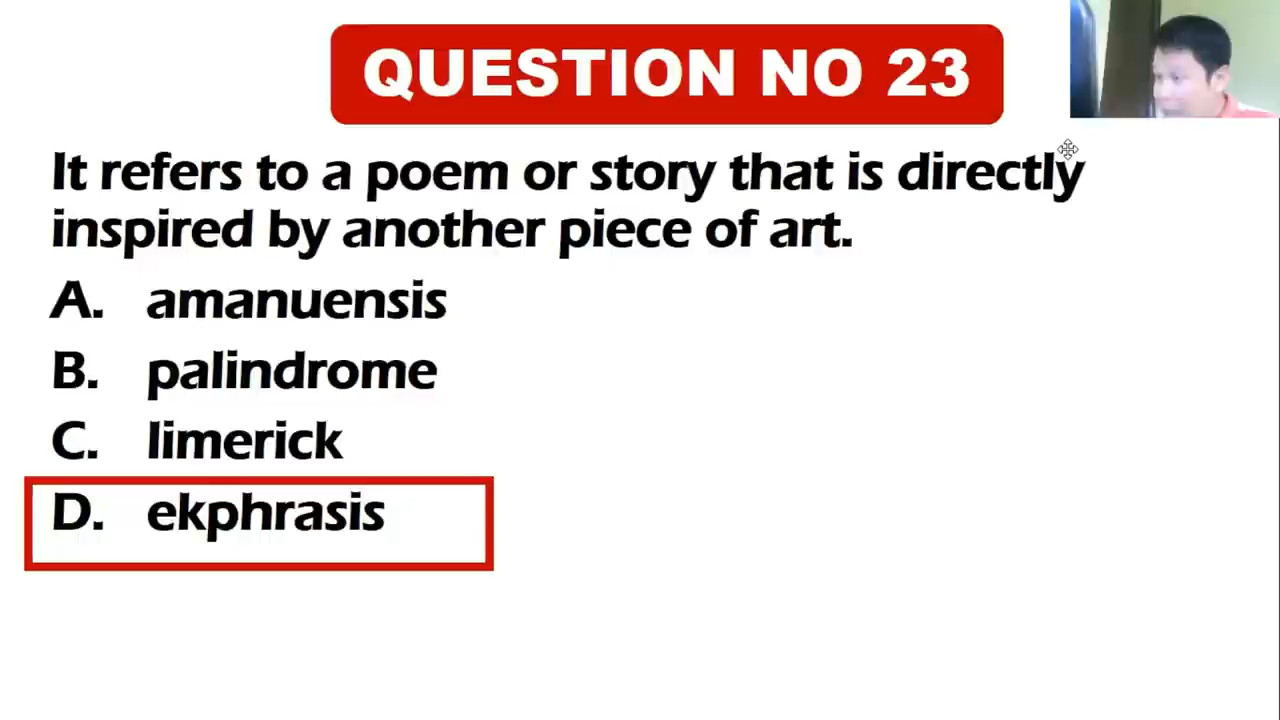 QUESTION NO 23
It refers to a poem or story that is directly
inspired by another piece of art.
A. amanuensis
B. palindrome
C. limerick
D. ekphrasis